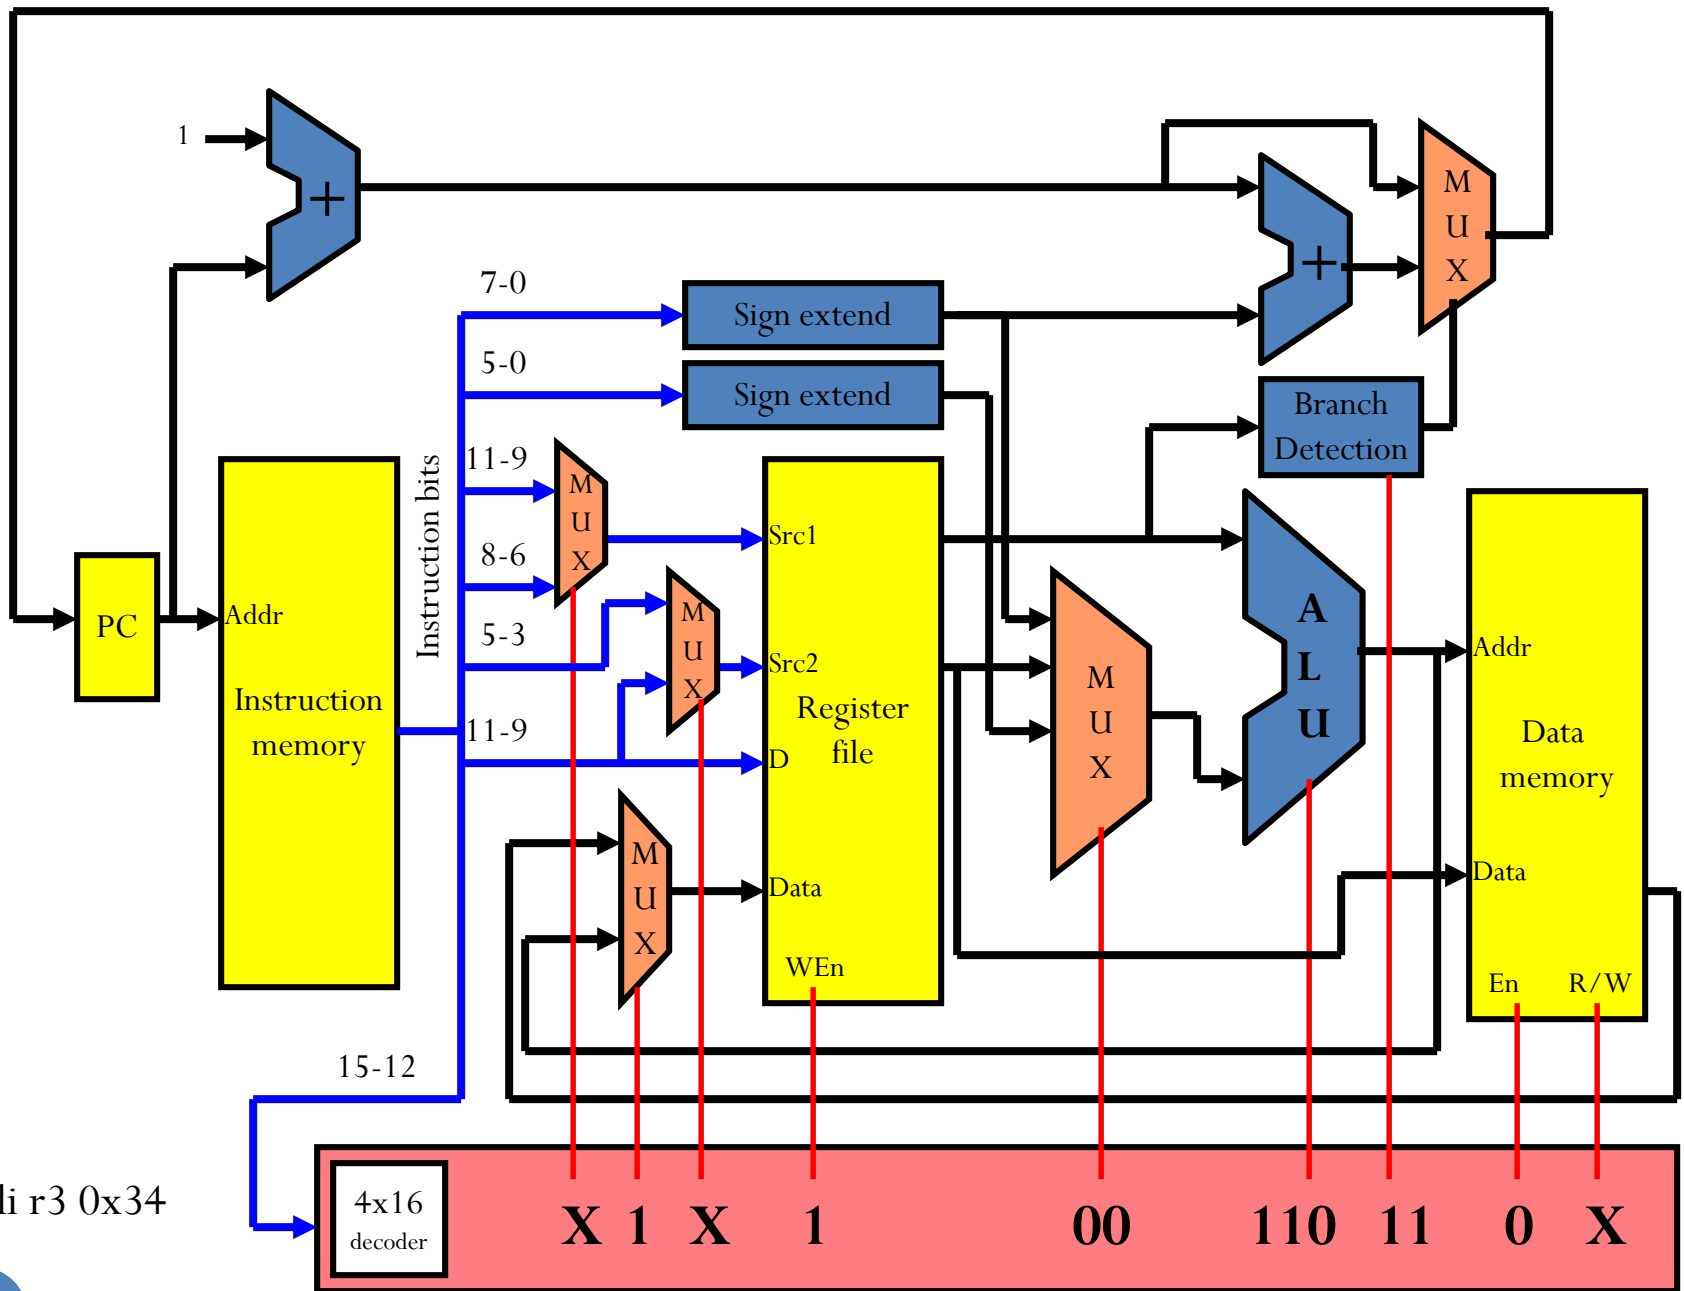 1
+
M
U
X
+
7-0
Sign extend
5-0
Sign extend
Branch
Detection
Instruction bits
11-9
M
U
X
8-6
5-3
11-9
PC
Addr
Instruction
memory
M
U
X
Src1
Src2
Register
file
D
Data
WEn
M
U
X
M
U
X
A
L
U
Addr
Data
memory
Data
En R/W
15-12
li r3 0x34
4x16
decoder
X 1 X 1 00 110 11 0 X